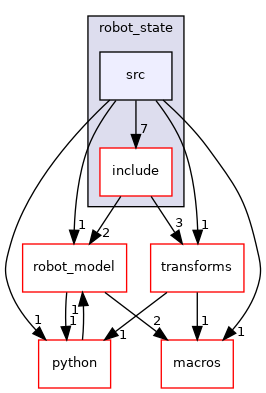 robot_state
src
7
include
1
2
3
1
robot_model
transforms
1
1
1
2
1
1
1
python
macros